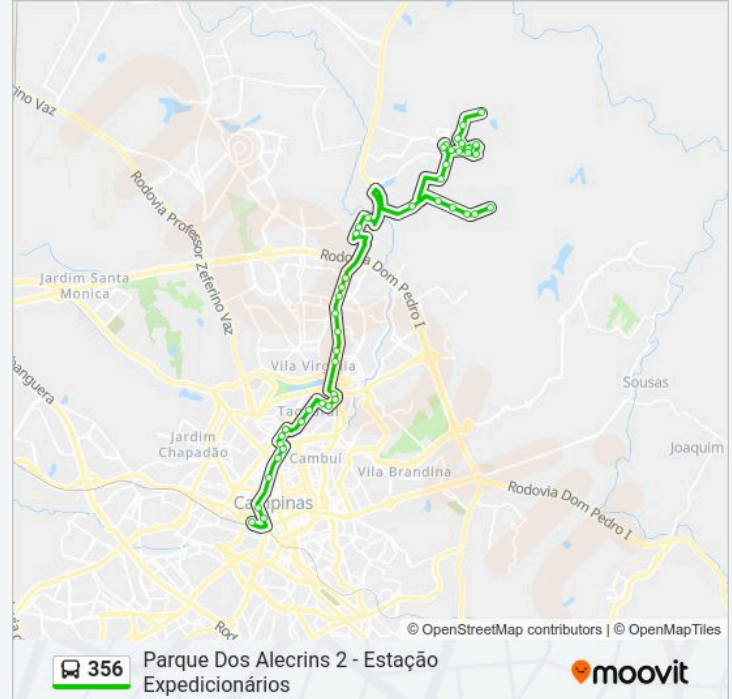 Rodovia Professor Zeferino Vaz
Rodovia Dom Pedro I
Jardim Santa
Monica
Vila Virgínia
Sousas
Jardim
Chapadão
Cambuí
Vila Brandina
Joaquim
Campinas
Rodovia Dom Pedro I
© OpenStreetMap contributors | © OpenMapTiles
356
Parque Dos Alecrins 2 - Estação
Expedicionários
moovit